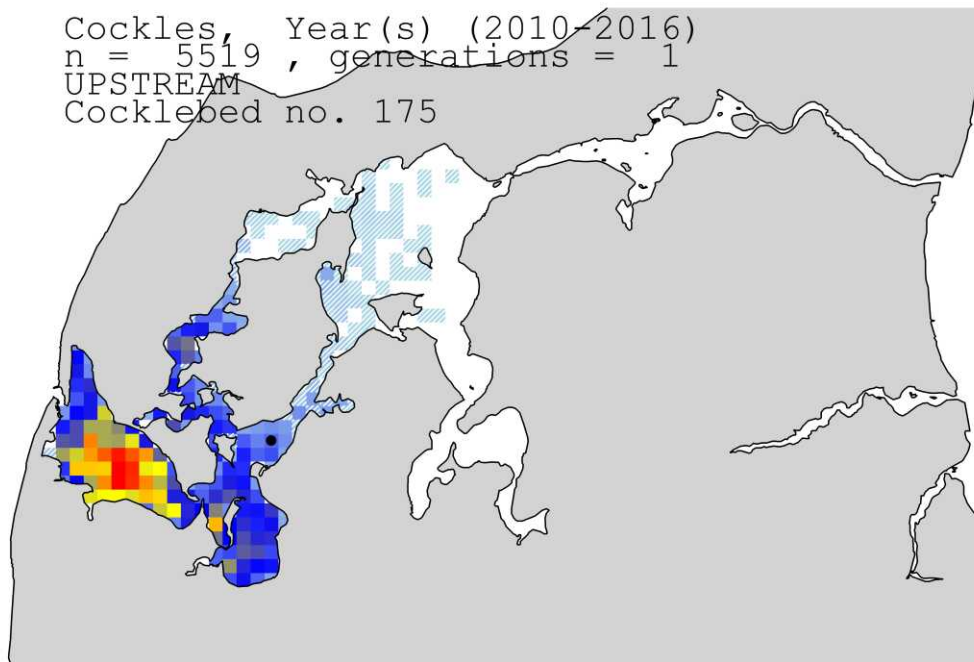 Cockles,   Year(s) (2010-2016)
n =   5519 , generations =  1
UPSTREAM
Cocklebed no. 175